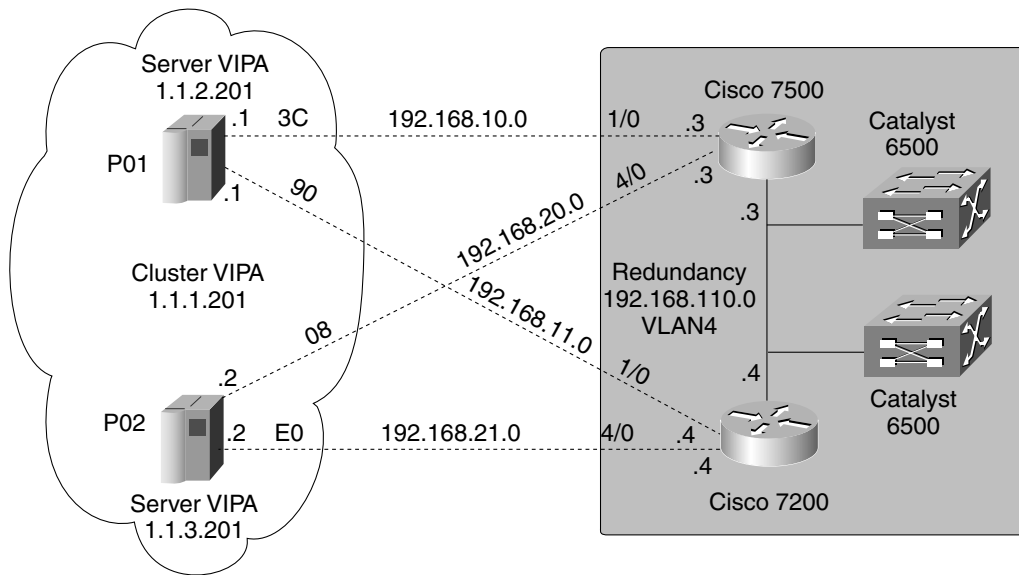 Server VIPA
1.1.2.201
P01
.1
3C
192.168.10.0
1/0
.3
Cisco 7500
.1
90
192.168.20.0
4/0
.3
Catalyst
6500
.3
Cluster VIPA
1.1.1.201
192.168.11.0
Redundancy
192.168.110.0
VLAN4
08
1/0
.4
P02
.2
.2
E0
192.168.21.0
4/0
.4
.4
Catalyst
6500
Server VIPA
1.1.3.201
Cisco 7200